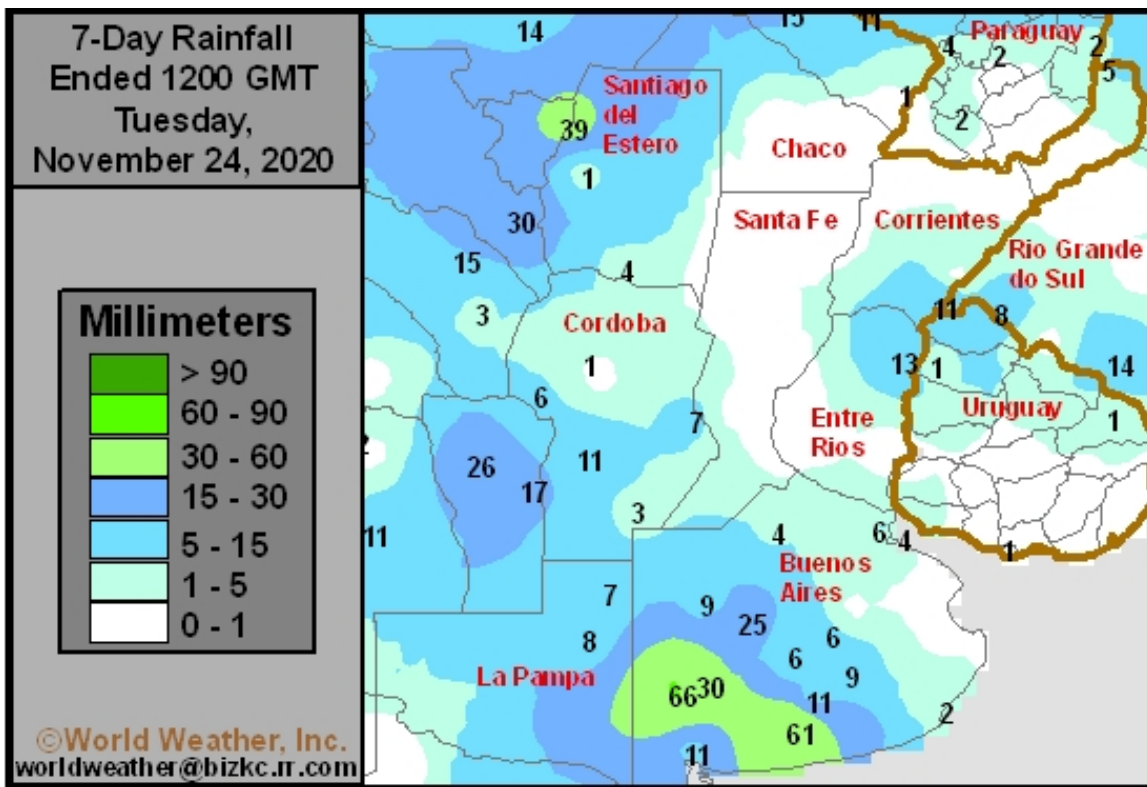 7-Day Rainfall
Ended 1200 GMT
Tuesday,
November 24, 2020
Millimeters
> 90
60 - 90
30 - 60
15 - 30
5 - 15
1 - 5
0 - 1
©World Weather, Inc.
worldweather@bizkc.rr.com
14
15
11
Paraguay
4
2
2
5
Santiago
del
Estero
39
1
2
Chaco
1
30
Santa Fe
Corrientes
Rio Grande
do Sul
15
4
3
Cordoba
11
8
1
13
1
14
6
7
Entre
Rios
Uruguay
1
26
11
17
3
11
4
6
4
1
Buenos
Aires
7
9
25
8
6
6
La Pampa
9
66
30
11
2
61
11